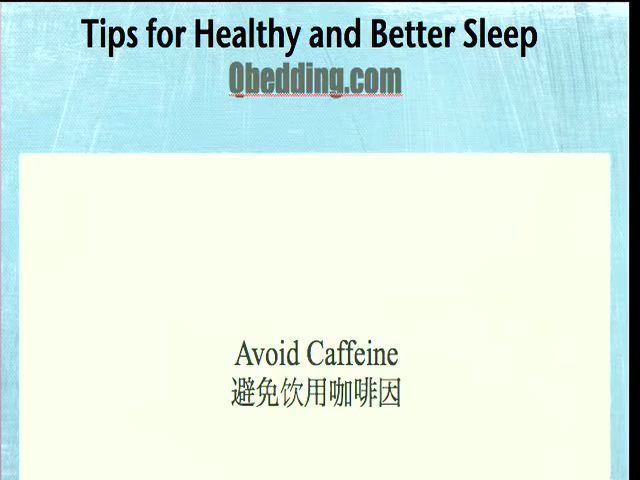 Tips for Healthy and Better Sleep
Qbedding.com
Avoid Caffeine
避免饮用咖啡因